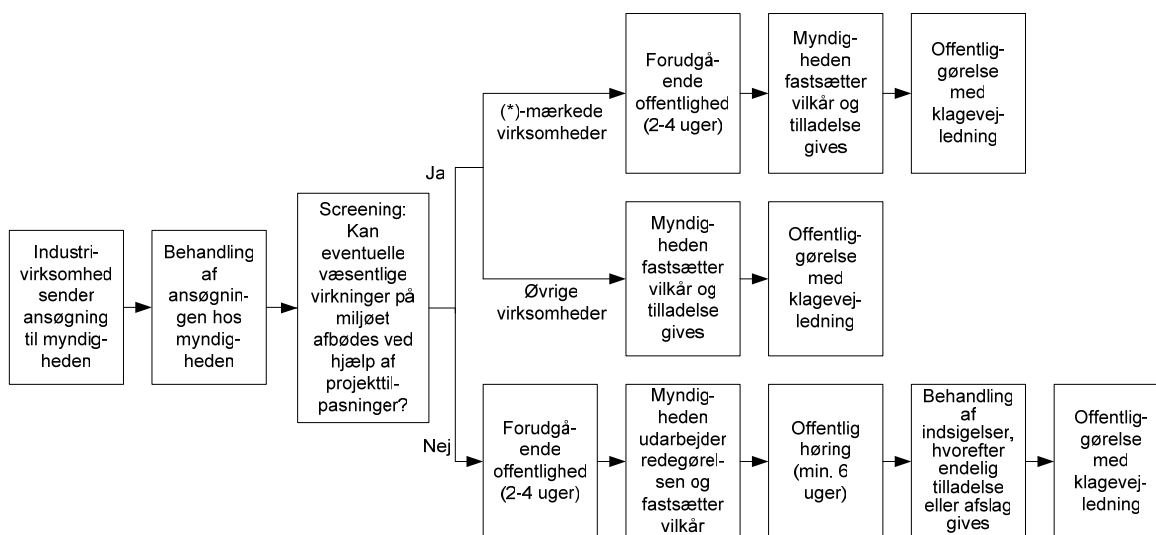 Industri-
virksomhed
sender
ansøgning
til myndig-
heden
Behandling
af
ansøgnin-
gen hos
myndig-
heden
Screening:
Kan
eventuelle
væsentlige
virkninger på
miljøet
afbødes ved
hjælp af
projekttil-
pasninger?
Ja
(*)-mærkede
virksomheder
Forudgå-
ende
offentlighed
(2-4 uger)
Myndig-
heden
fastsætter
vilkår og
tilladelse
gives
Offentlig-
gørelse
med
klagevej-
ledning
Øvrige
virksomheder
Myndig-
heden
fastsætter
vilkår og
tilladelse
gives
Offentlig-
gørelse
med
klagevej-
ledning
Nej
Forudgå-
ende
offentlighed
(2-4 uger)
Myndig-
heden
udarbejder
redegørel-
sen og
fastsætter
vilkår
Offentlig
høring
(min. 6
uger)
Behandling
af
indsigelser,
hvorefter
endelig
tilladelse
eller afslag
gives
Offentlig-
gørelse
med
klagevej-
ledning